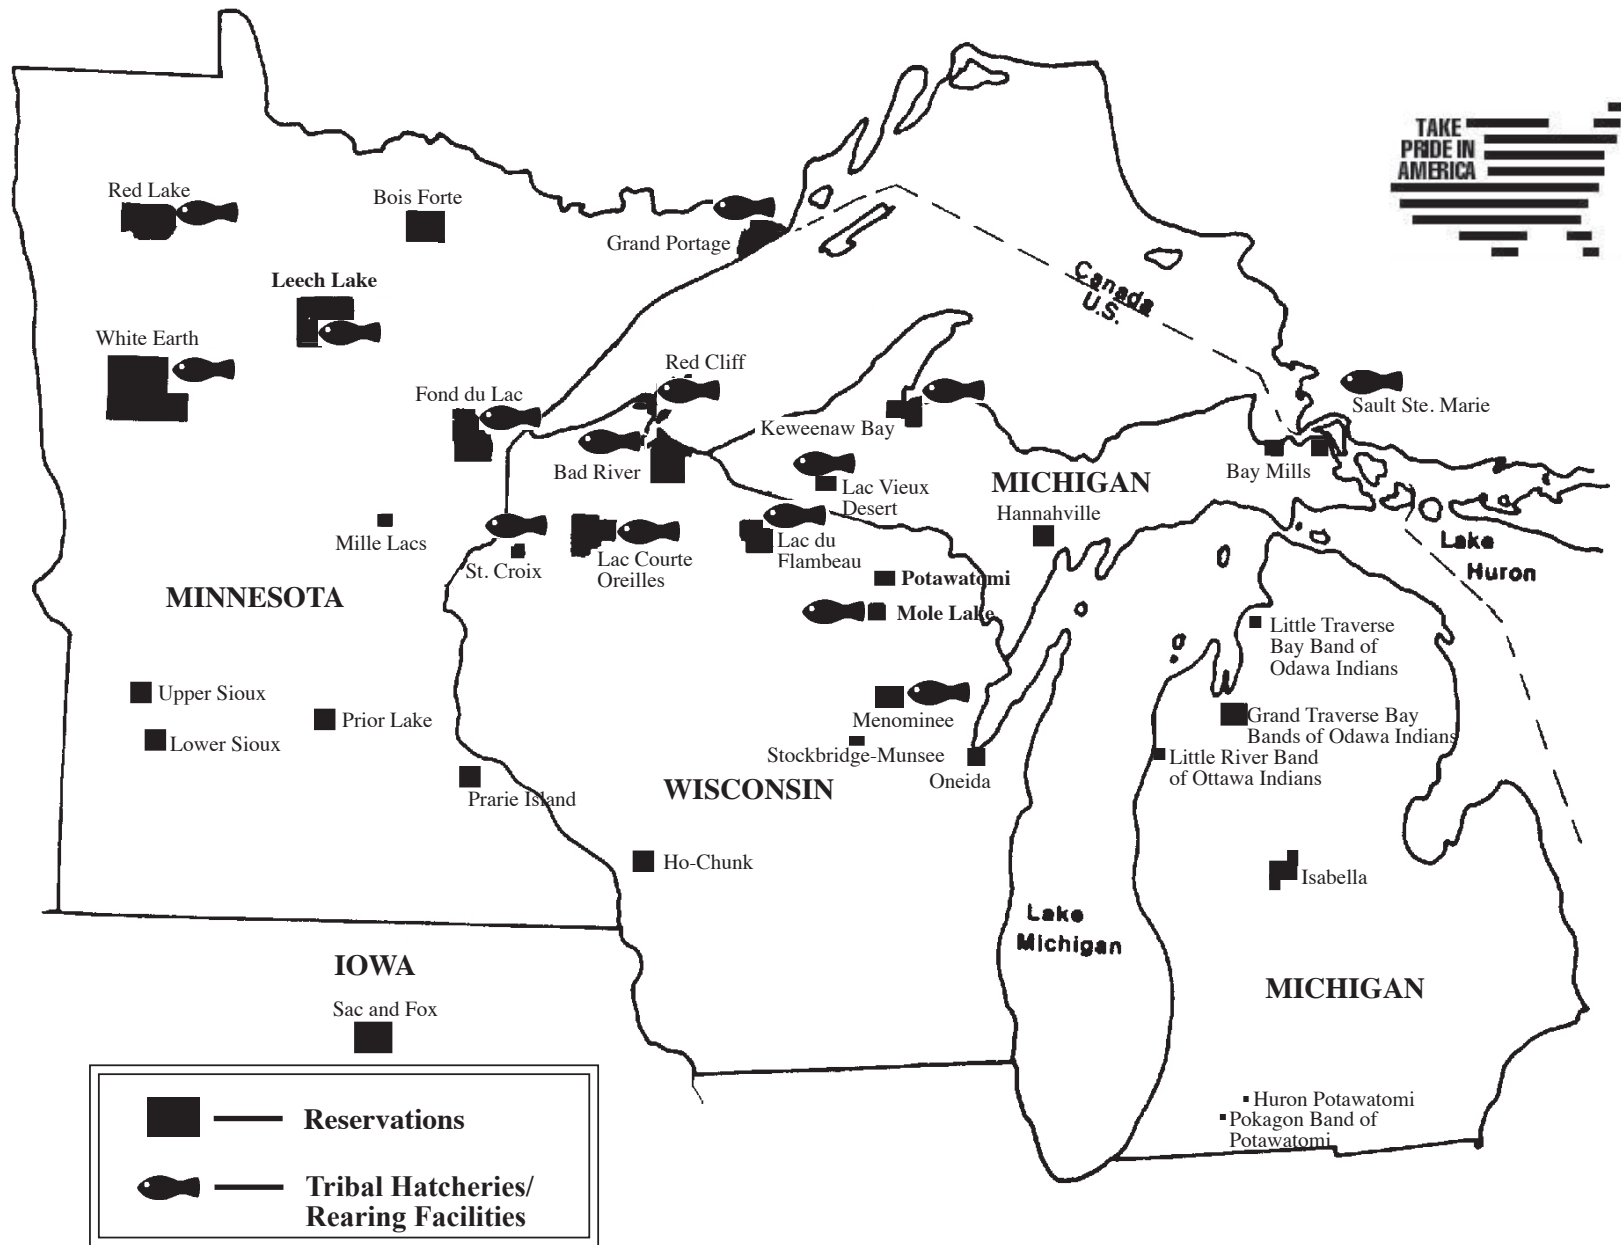 TAKE
PRIDE IN
AMERICA
Red Lake
Bois Forte
Grand Portage
Leech Lake
White Earth
Canada
U.S.
Red Cliff
Fond du Lac
Keweenaw Bay
Sault Ste. Marie
Bad River
Bay Mills
MICHIGAN
Lac Vieux
Desert
Hannahville
Mille Lacs
St. Croix
Lac Courte
Oreilles
Lac du
Flambeau
Lake
Huron
Potawatomi
MINNESOTA
Mole Lake
Little Traverse
Bay Band of
Odawa Indians
Upper Sioux
Prior Lake
Lower Sioux
Menominee
Stockbridge-Munsee
Oneida
Grand Traverse Bay
Bands of Odawa Indians
Little River Band
of Ottawa Indians
WISCONSIN
Prarie Island
Ho-Chunk
Isabella
Lake
Michigan
IOWA
MICHIGAN
Sac and Fox
Huron Potawatomi
Pokagon Band of
Potawatomi
Reservations
Tribal Hatcheries/
Rearing Facilities